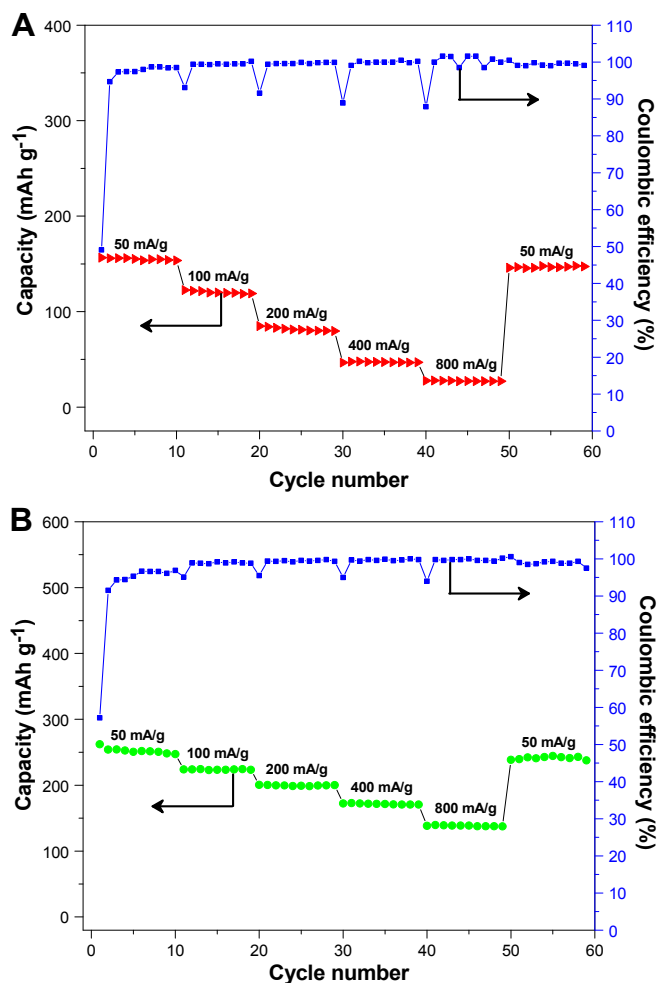 A
400
300
200
100
0
Capacity (mAh g-1)
110
100
90
80
70
60
50
40
30
20
10
0
Coulombic efficiency (%)
50 mA/g
100 mA/g
200 mA/g
400 mA/g
800 mA/g
50 mA/g
0 10 20 30 40 50 60
Cycle number
B
600
500
400
300
200
100
0
Capacity (mAh g-1)
110
100
90
80
70
60
50
40
30
20
10
0
Coulombic efficiency (%)
50 mA/g
100 mA/g
200 mA/g
400 mA/g
800 mA/g
50 mA/g
0 10 20 30 40 50 60
Cycle number